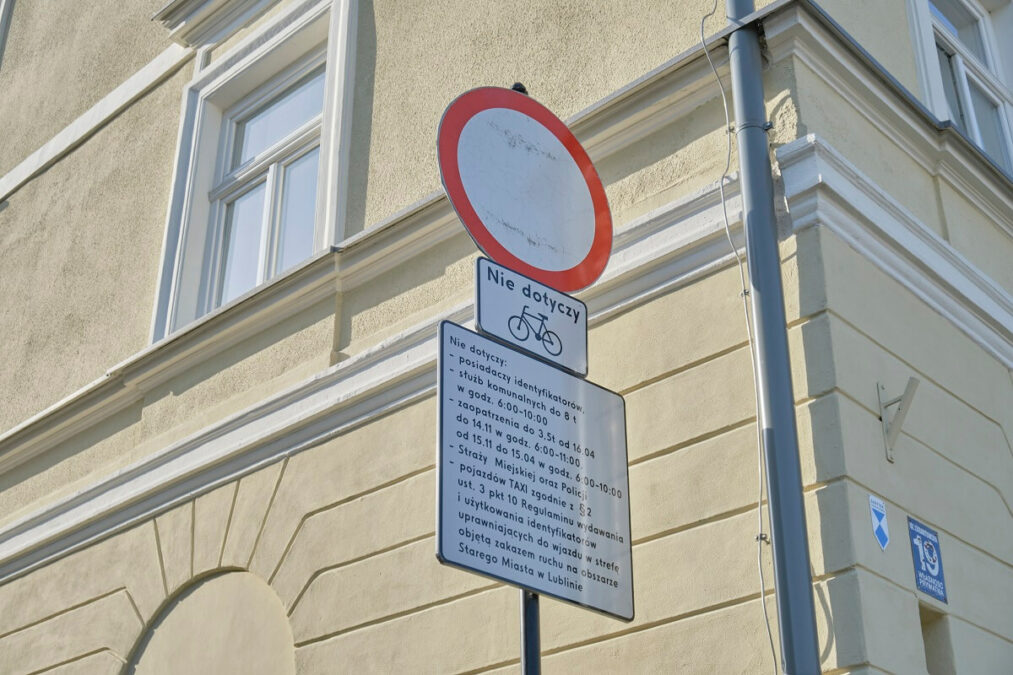 Nie dotyczy
Nie dotyczy:
- posiadaczy identyfikatorów,
- służb komunalnych do 8 t
w godz. 6:00-10:00
- zaopatrzenia do 3,5t od 16.04
do 14.11 w godz. 6:00-11:00,
od 15.11 do 15.04 w godz. 6:00-10:00
- Straży Miejskiej oraz Policji
- pojazdów TAXI zgodnie z §2
ust. 3 pkt 10 Regulaminu wydawania
i użytkowania identyfikatorów
uprawniających do wjazdu w strefę
objętą zakazem ruchu na obszarze
Starego Miasta w Lublinie
19
WŁASNOŚĆ
PRYWATNA